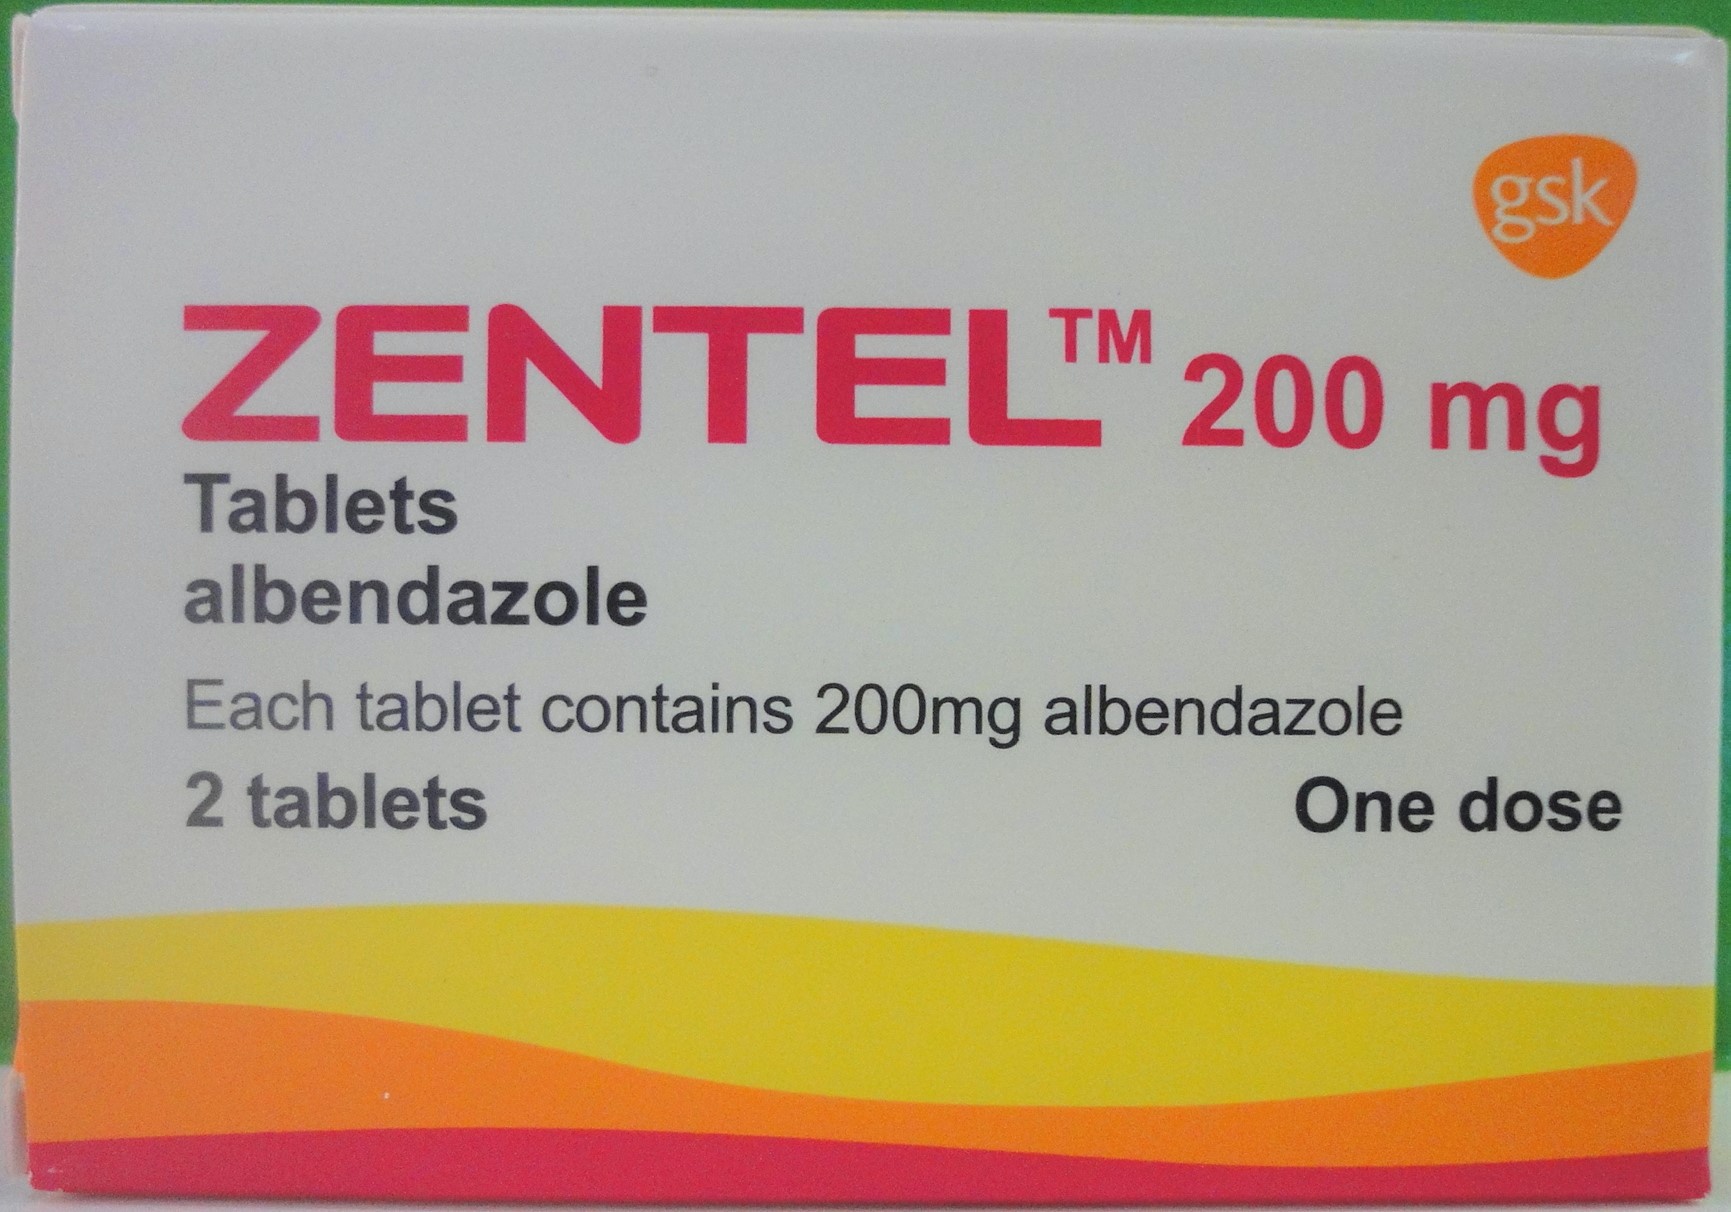 gsk
ZENTEL™ 200 mg
Tablets
albendazole
Each tablet contains 200mg albendazole
2 tablets One dose